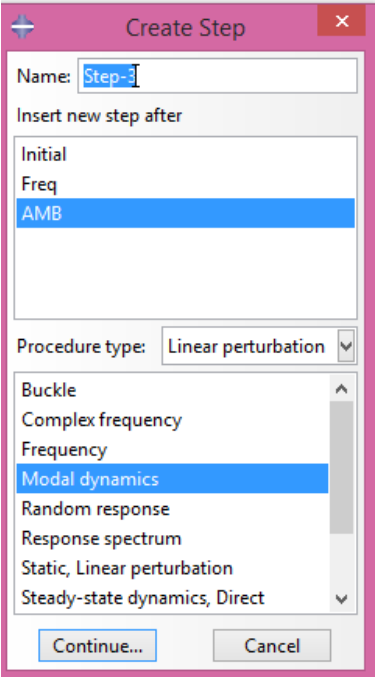 Create Step
Name: Step-3
Insert new step after
Initial
Freq
AMB
Procedure type: Linear perturbation
Buckle
Complex frequency
Frequency
Modal dynamics
Random response
Response spectrum
Static, Linear perturbation
Steady-state dynamics, Direct
Continue... Cancel